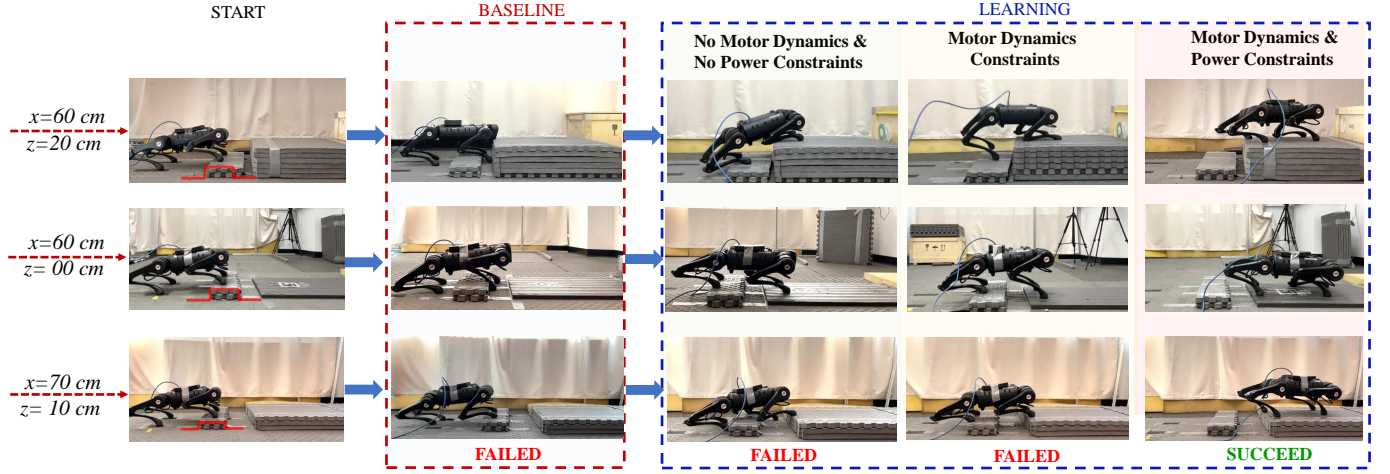 START
BASELINE
LEARNING
No Motor Dynamics &
No Power Constraints
Motor Dynamics
Constraints
Motor Dynamics &
Power Constraints
x=60 cm
z=20 cm
x=60 cm
z= 00 cm
x=70 cm
z= 10 cm
FAILED
FAILED
FAILED
SUCCEED